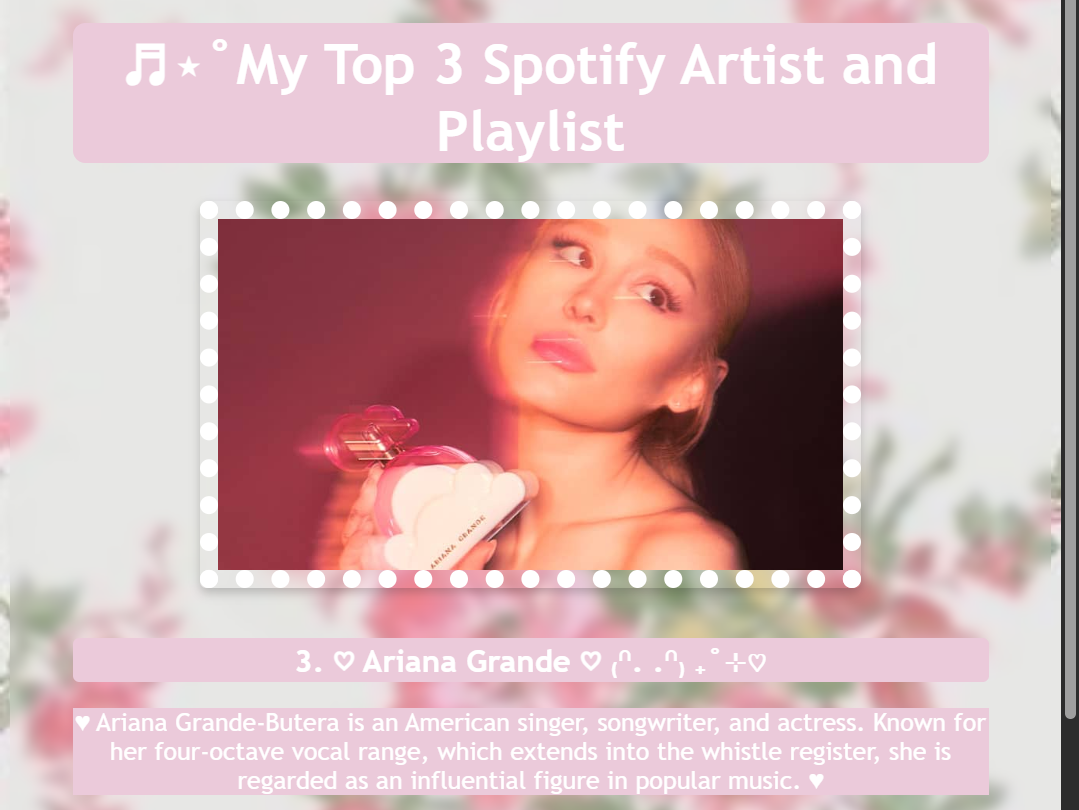 ♬⋆˚My Top 3 Spotify Artist and
Playlist
ARIANA GRANDE
3. ♡ Ariana Grande ♡ ₍ᐢ. .ᐢ₎ ₊˚⊹♡
♥ Ariana Grande-Butera is an American singer, songwriter, and actress. Known for
her four-octave vocal range, which extends into the whistle register, she is
regarded as an influential figure in popular music. ♥